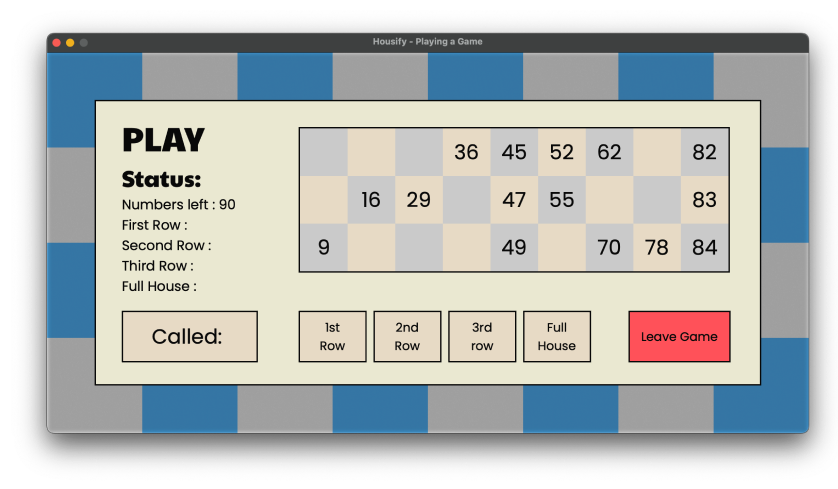 Housify - Playing a Game
PLAY
Status:
Numbers left : 90
First Row :
Second Row :
Third Row :
Full House :
36 45 52 62 82
16 29 47 55 83
9 49 70 78 84
Called:
1st
Row
2nd
Row
3rd
row
Full
House
Leave Game